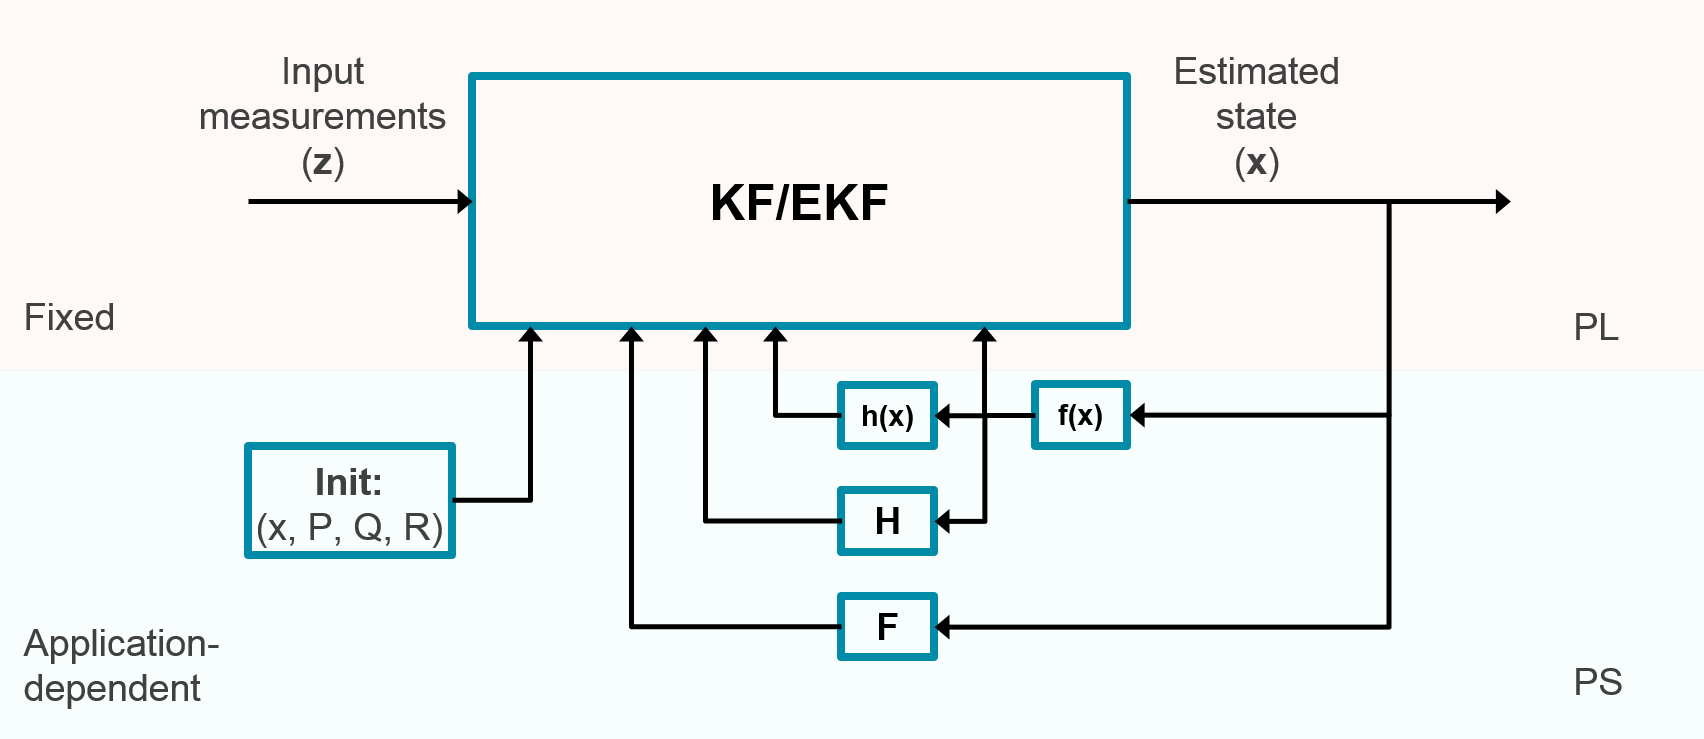 Input
measurements
(z)
KF/EKF
Estimated
state
(x)
Fixed
PL
h(x)
f(x)
Init:
(x, P, Q, R)
H
F
Application-
dependent
PS